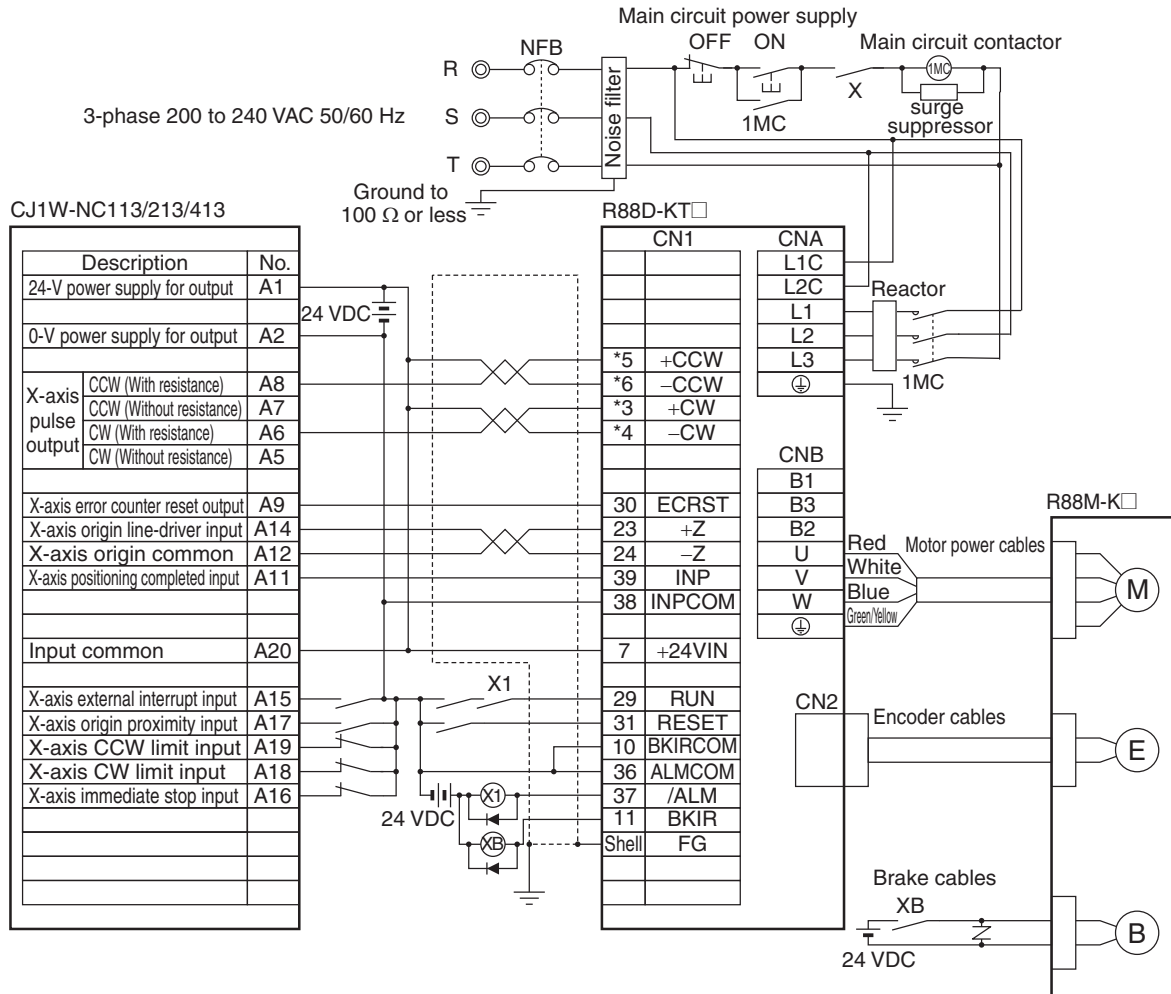 Main circuit power supply
OFF ON Main circuit contactor
NFB
R
1MC
X
surge suppressor
1MC
Noise filter
3-phase 200 to 240 VAC 50/60 Hz
S
T
Ground to
100 Ω or less
CJ1W-NC113/213/413
Description No.
24-V power supply for output A1
0-V power supply for output A2
X-axis pulse output
CCW (With resistance) A8
CCW (Without resistance) A7
CW (With resistance) A6
CW (Without resistance) A5
X-axis error counter reset output A9
X-axis origin line-driver input A14
X-axis origin common A12
X-axis positioning completed input A11
Input common A20
X-axis external interrupt input A15
X-axis origin proximity input A17
X-axis CCW limit input A19
X-axis CW limit input A18
X-axis immediate stop input A16
24 VDC
X1
24 VDC
X1
XB
R88D-KT□
CN1
*5 +CCW
*6 −CCW
*3 +CW
*4 −CW
30 ECRST
23 +Z
24 −Z
39 INP
38 INPCOM
7 +24VIN
29 RUN
31 RESET
10 BKIRCOM
36 ALMCOM
37 /ALM
11 BKIR
Shell FG
CNA
L1C
L2C
L1
L2
L3
Reactor
1MC
CNB
B1
B3
B2
U
V
W
Red
White
Blue
Green/Yellow
Motor power cables
R88M-K□
M
CN2
Encoder cables
E
Brake cables
XB
24 VDC
B